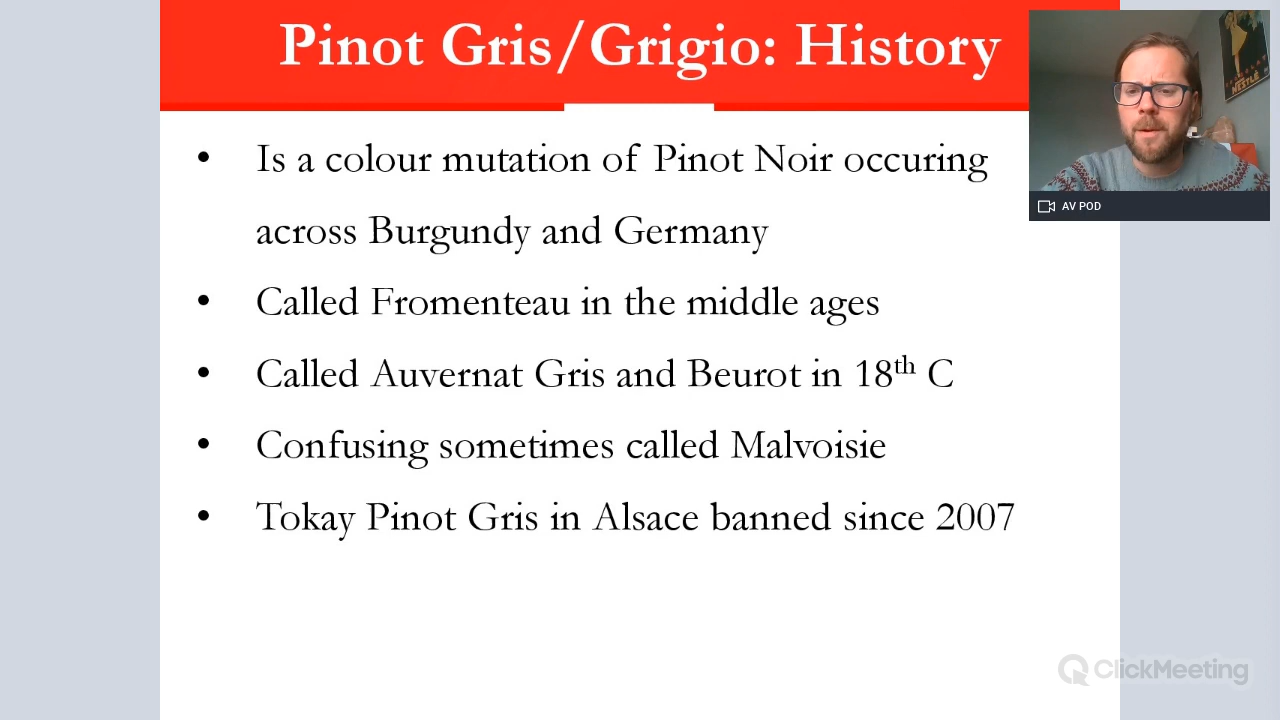 Pinot Gris/Grigio: History
• Is a colour mutation of Pinot Noir occuring
across Burgundy and Germany
• Called Fromenteau in the middle ages
• Called Auvernat Gris and Beurot in 18th C
• Confusing sometimes called Malvoisie
• Tokay Pinot Gris in Alsace banned since 2007
NESTLÉ
AV POD
ClickMeeting